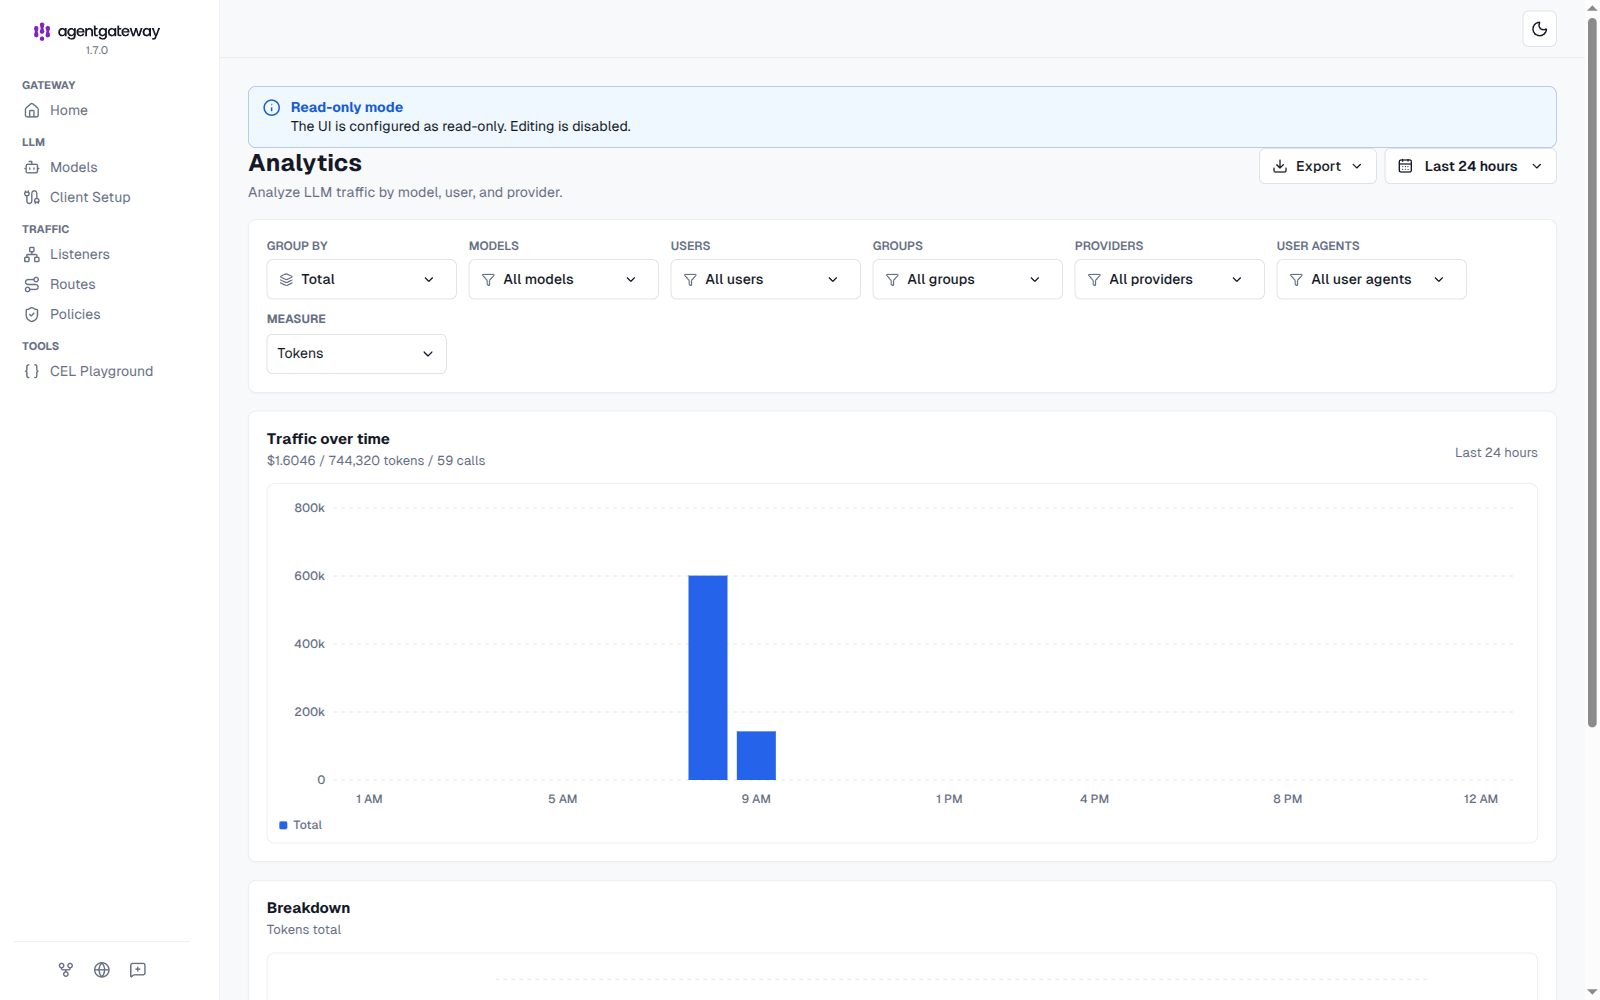 agentgateway
1.7.0
GATEWAY
Home
LLM
Models
Client Setup
TRAFFIC
Listeners
Routes
Policies
TOOLS
CEL Playground
Read-only mode
The UI is configured as read-only. Editing is disabled.
Analytics
Analyze LLM traffic by model, user, and provider.
Export
Last 24 hours
GROUP BY MODELS USERS GROUPS PROVIDERS USER AGENTS
Total All models All users All groups All providers All user agents
MEASURE
Tokens
Traffic over time
$1.6046 / 744,320 tokens / 59 calls
Last 24 hours
800k
600k
400k
200k
0
1 AM 5 AM 9 AM 1 PM 4 PM 8 PM 12 AM
Total
Breakdown
Tokens total